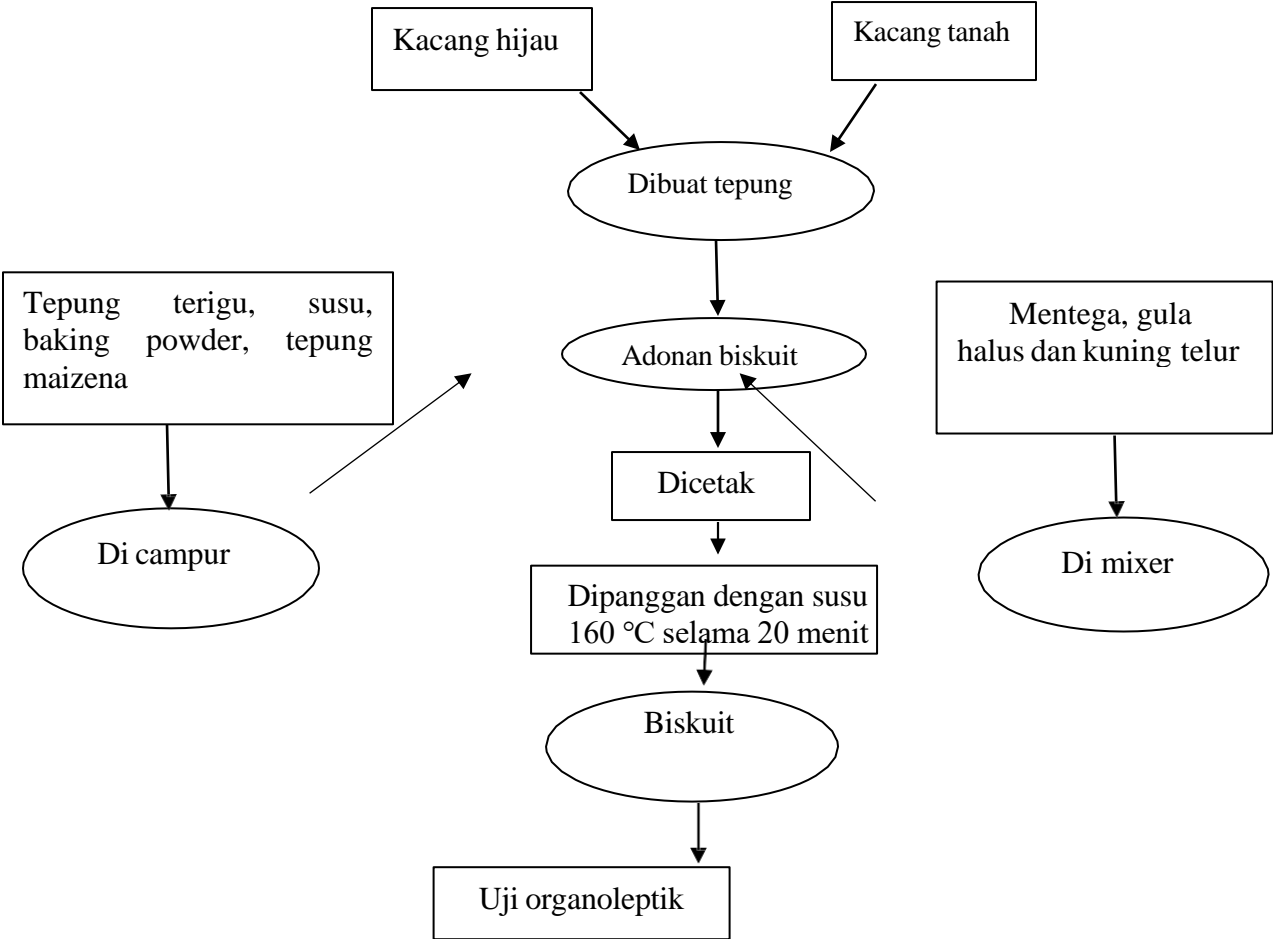 Kacang hijau
Kacang tanah
Dibuat tepung
Tepung terigu, susu,
baking powder, tepung
maizena
Adonan biskuit
Mentega, gula
halus dan kuning telur
Dicetak
Di campur
Di mixer
Dipanggan dengan susu
160 °C selama 20 menit
Biskuit
Uji organoleptik